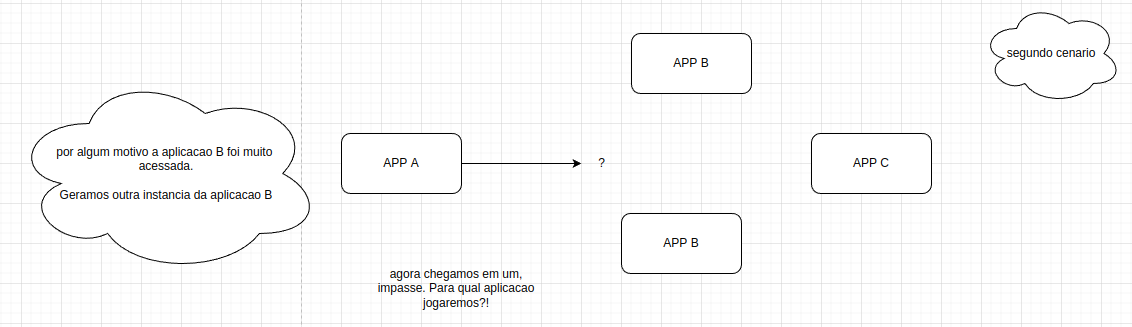 APP B
segundo cenario
por algum motivo a aplicacao B foi muito
acessada.
Geramos outra instancia da aplicacao B
APP A
?
APP C
APP B
agora chegamos em um,
impasse. Para qual aplicacao
jogaremos?!